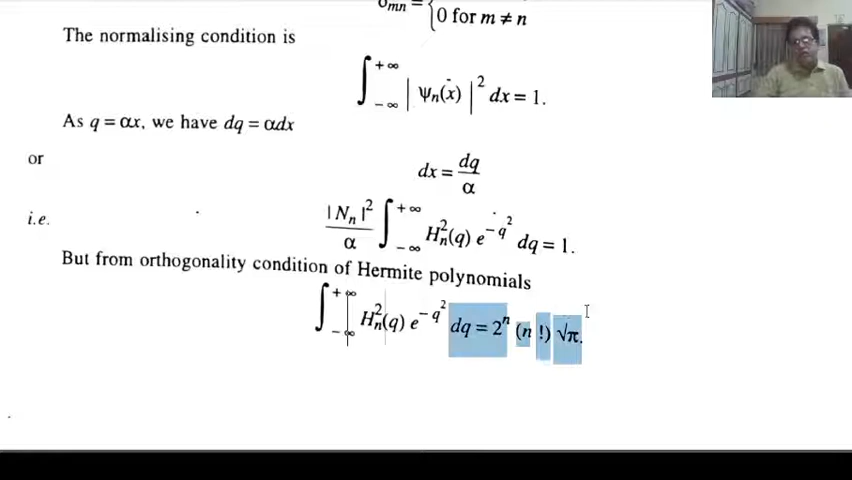 δmn = {0 for m ≠ n
The normalising condition is
∫₋∞⁺∞ | ψn(x) |² dx = 1.
As q = αx, we have dq = αdx
or
dx = dq/α
i.e.
|Nn|²/α ∫₋∞⁺∞ Hn²(q) e^−q² dq = 1.
But from orthogonality condition of Hermite polynomials
∫₋∞⁺∞ Hn²(q) e^−q² dq = 2ⁿ (n !) √π.